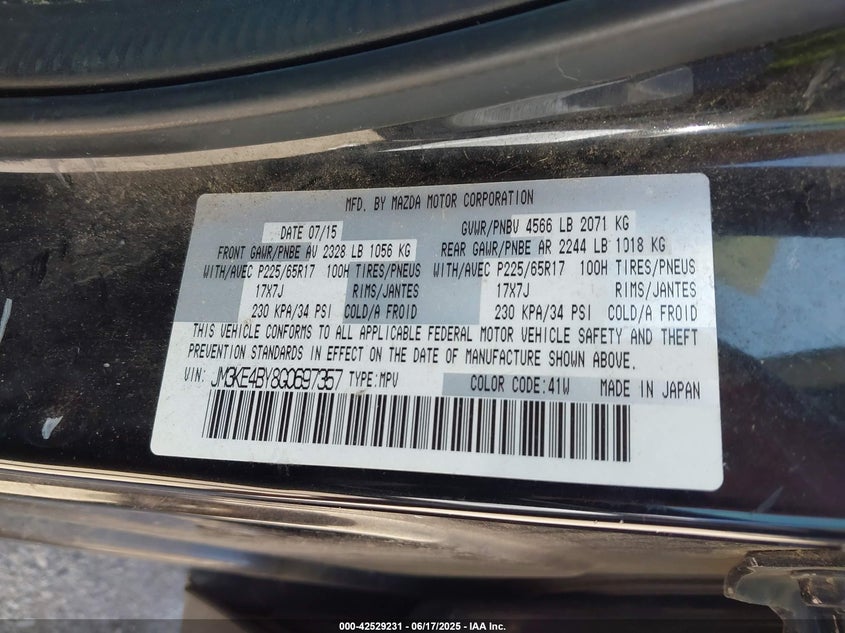 MFD. BY MAZDA MOTOR CORPORATION
DATE 07/15 GVWR/PNBV 4566 LB 2071 KG
FRONT GAWR/PNBE AV 2328 LB 1056 KG REAR GAWR/PNBE AR 2244 LB 1018 KG
WITH/AVEC P225/65R17 100H TIRES/PNEUS WITH/AVEC P225/65R17 100H TIRES/PNEUS
17X7J RIMS/JANTES 17X7J RIMS/JANTES
230 KPA/34 PSI COLD/A FROID 230 KPA/34 PSI COLD/A FROID
THIS VEHICLE CONFORMS TO ALL APPLICABLE FEDERAL MOTOR VEHICLE SAFETY AND THEFT
PREVENTION STANDARDS IN EFFECT ON THE DATE OF MANUFACTURE SHOWN ABOVE.
VIN: JM3KE4BY8G0697357 TYPE:MPV COLOR CODE:41W MADE IN JAPAN
000-42529231 - 06/17/2025 - IAA Inc.